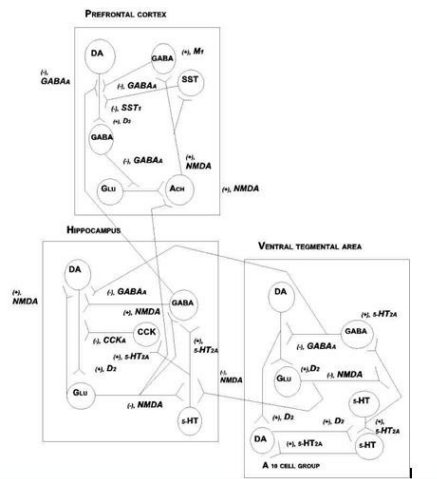 PREFRONTAL CORTEX
DA
GABA
(+), M1
(-), GABAA
(-), GABAA
SST
(-), SST1
(+), D2
GABA
(-), GABAA
(+), NMDA
GLU
ACH
(+), NMDA
HIPPOCAMPUS
VENTRAL TEGMENTAL AREA
DA
(+), NMDA
(-), GABAA
GABA
(+), NMDA
CCK
(-), CCKA
(+), 5-HT3A
(+), 5-HT2A
(+), D2
(-), NMDA
GLU
(-), NMDA
5-HT
DA
(+), 5-HT2A
GABA
(-), GABAA
(+), D2
(-), NMDA
GLU
5-HT
(+), D2
(+), D2
(+), 5-HT2A
DA
(+), 5-HT2A
5-HT
A 10 CELL GROUP